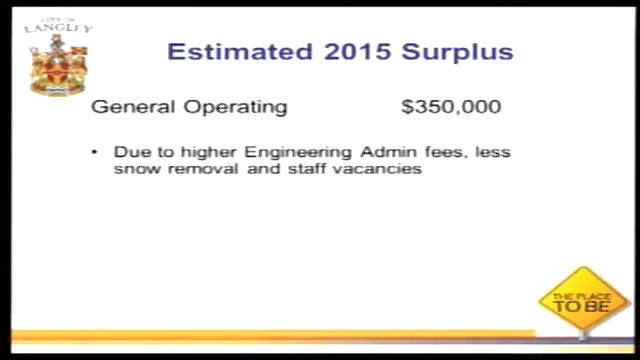 CITY OF
LANGLEY
Estimated 2015 Surplus
General Operating $350,000
• Due to higher Engineering Admin fees, less
snow removal and staff vacancies
THE PLACE
TO BE